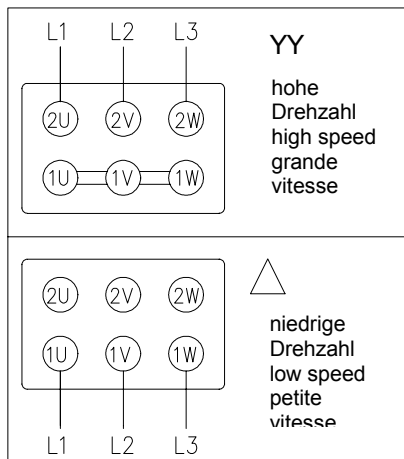 L1 L2 L3
YY
2U 2V 2W
1U 1V 1W
hohe
Drehzahl
high speed
grande
vitesse
2U 2V 2W
1U 1V 1W
L1 L2 L3
niedrige
Drehzahl
low speed
petite
vitesse